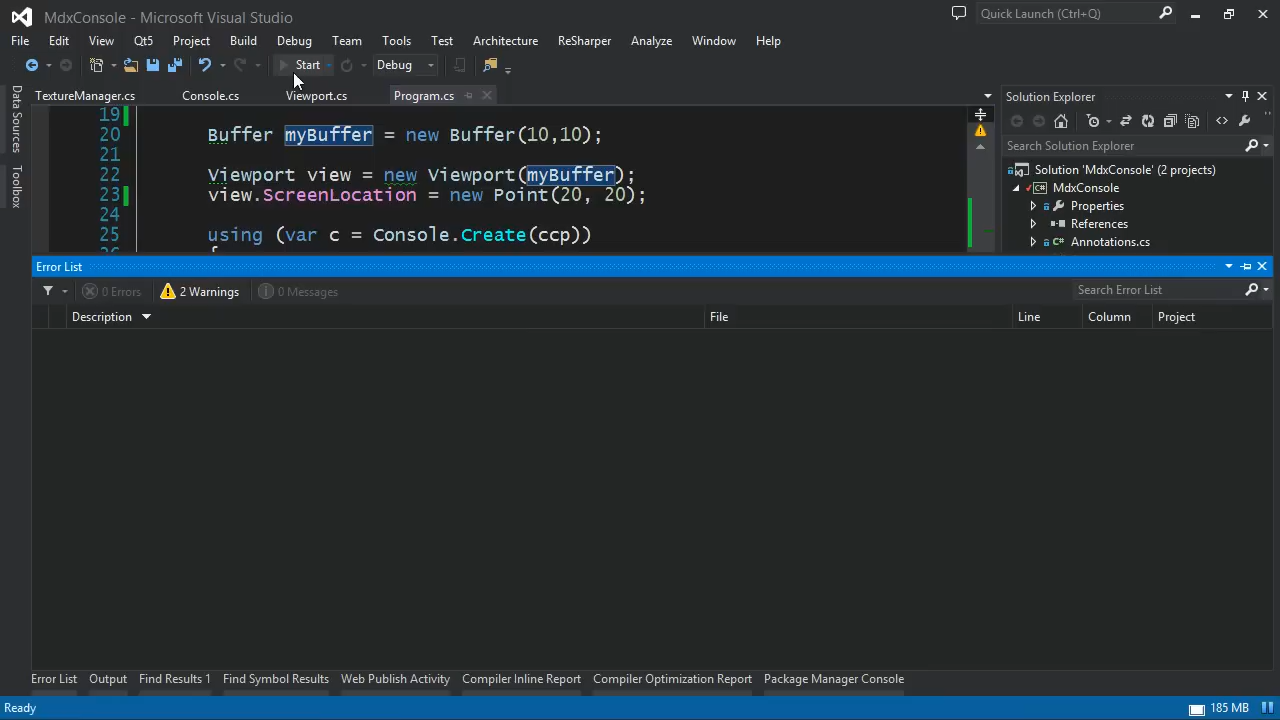 MdxConsole - Microsoft Visual Studio
Quick Launch (Ctrl+Q)
File Edit View Qt5 Project Build Debug Team Tools Test Architecture ReSharper Analyze Window Help
Start Debug
TextureManager.cs Console.cs Viewport.cs Program.cs
Solution Explorer
Data Sources
Toolbox
19
20 Buffer myBuffer = new Buffer(10,10);
21
22 Viewport view = new Viewport(myBuffer);
23 view.ScreenLocation = new Point(20, 20);
24
25 using (var c = Console.Create(ccp))
26 {
Search Solution Explorer
Solution 'MdxConsole' (2 projects)
MdxConsole
Properties
References
Annotations.cs
Error List
0 Errors 2 Warnings 0 Messages
Search Error List
Description File Line Column Project
Error List Output Find Results 1 Find Symbol Results Web Publish Activity Compiler Inline Report Compiler Optimization Report Package Manager Console
Ready
185 MB